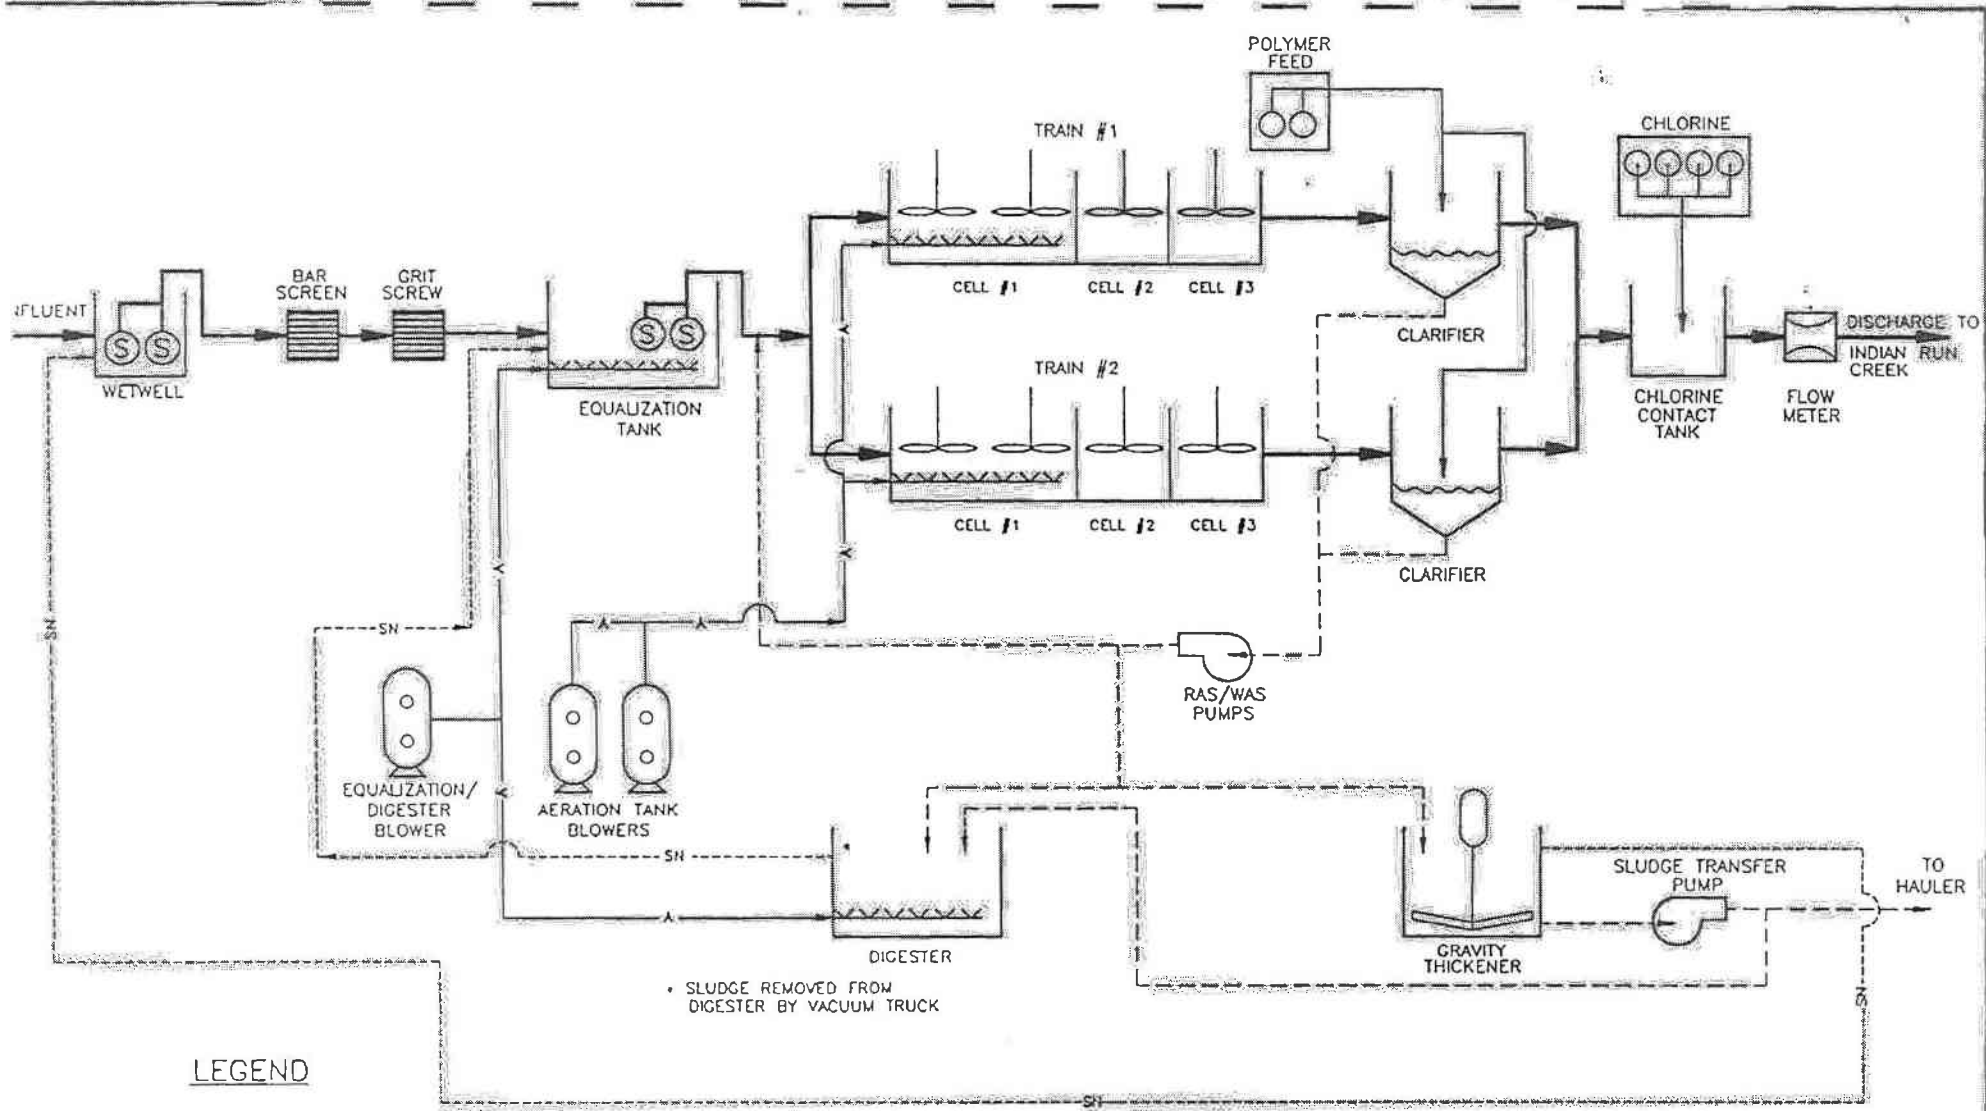 POLYMER
FEED
CHLORINE
TRAIN #1
BAR
SCREEN
GRIT
SCREW
CELL #1
CELL #2
CELL #3
CLARIFIER
NFLUENT
S
S
S
S
DISCHARGE TO
INDIAN RUN
CREEK
WETWELL
EQUALIZATION
TANK
TRAIN #2
CHLORINE
CONTACT
TANK
FLOW
METER
CELL #1
CELL #2
CELL #3
CLARIFIER
A
A
A
SN
SN
A
A
RAS/WAS
PUMPS
EQUALIZATION/
DIGESTER
BLOWER
A
AERATION TANK
BLOWERS
SN
SLUDGE TRANSFER
PUMP
TO
HAULER
A
DIGESTER
GRAVITY
THICKENER
* SLUDGE REMOVED FROM
DIGESTER BY VACUUM TRUCK
SN
LEGEND
SN